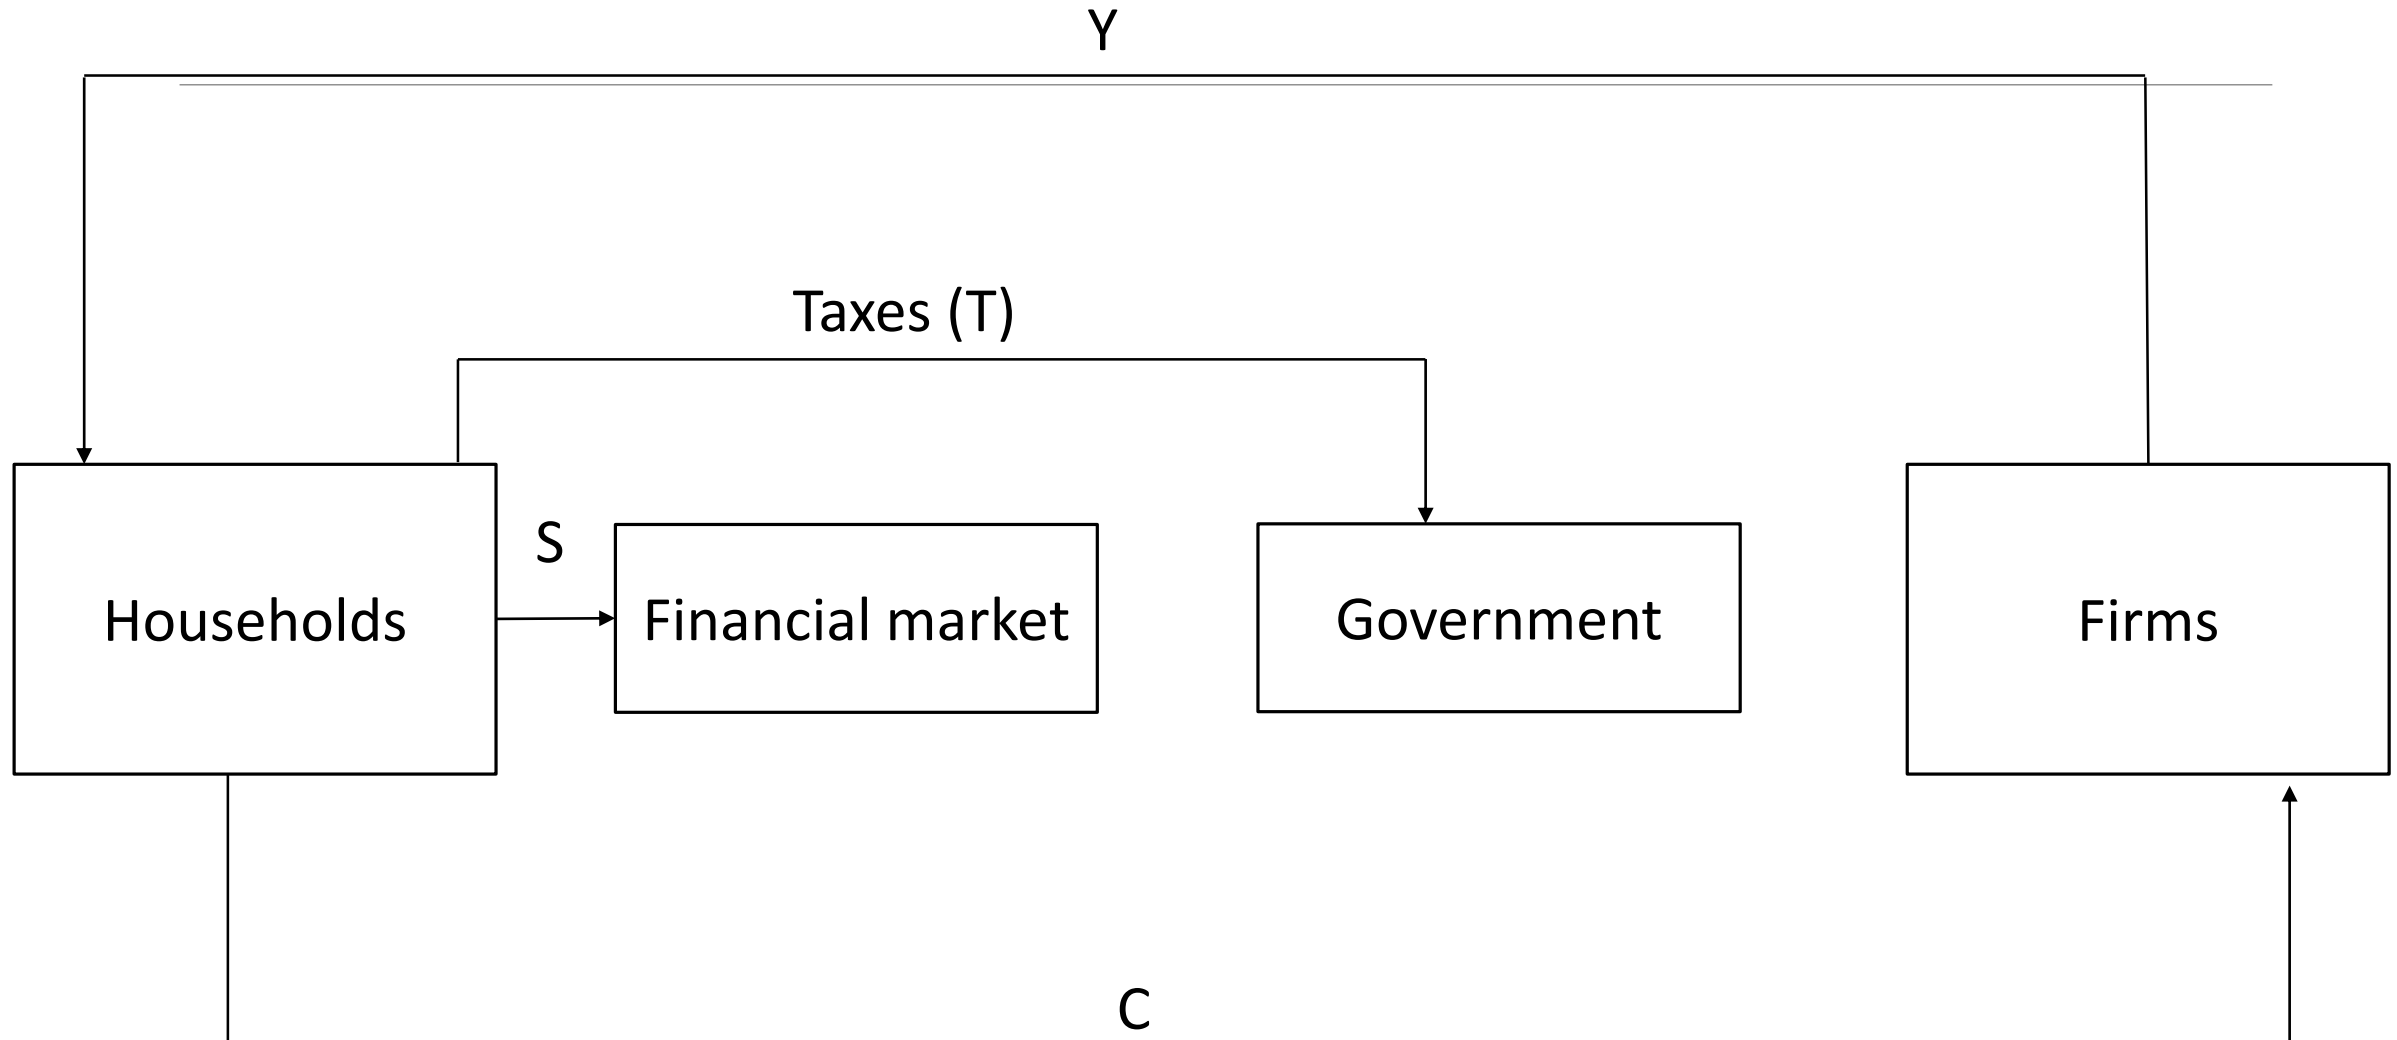 Y
Taxes (T)
S
Households
Financial market
Government
Firms
C